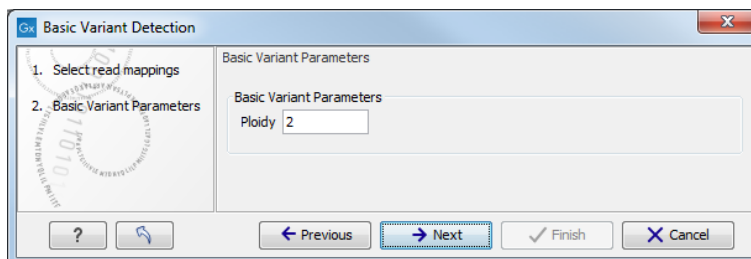 Gx Basic Variant Detection
X
1. Select read mappings
2. Basic Variant Parameters
Basic Variant Parameters
Basic Variant Parameters
Ploidy 2
? Previous Next Finish Cancel